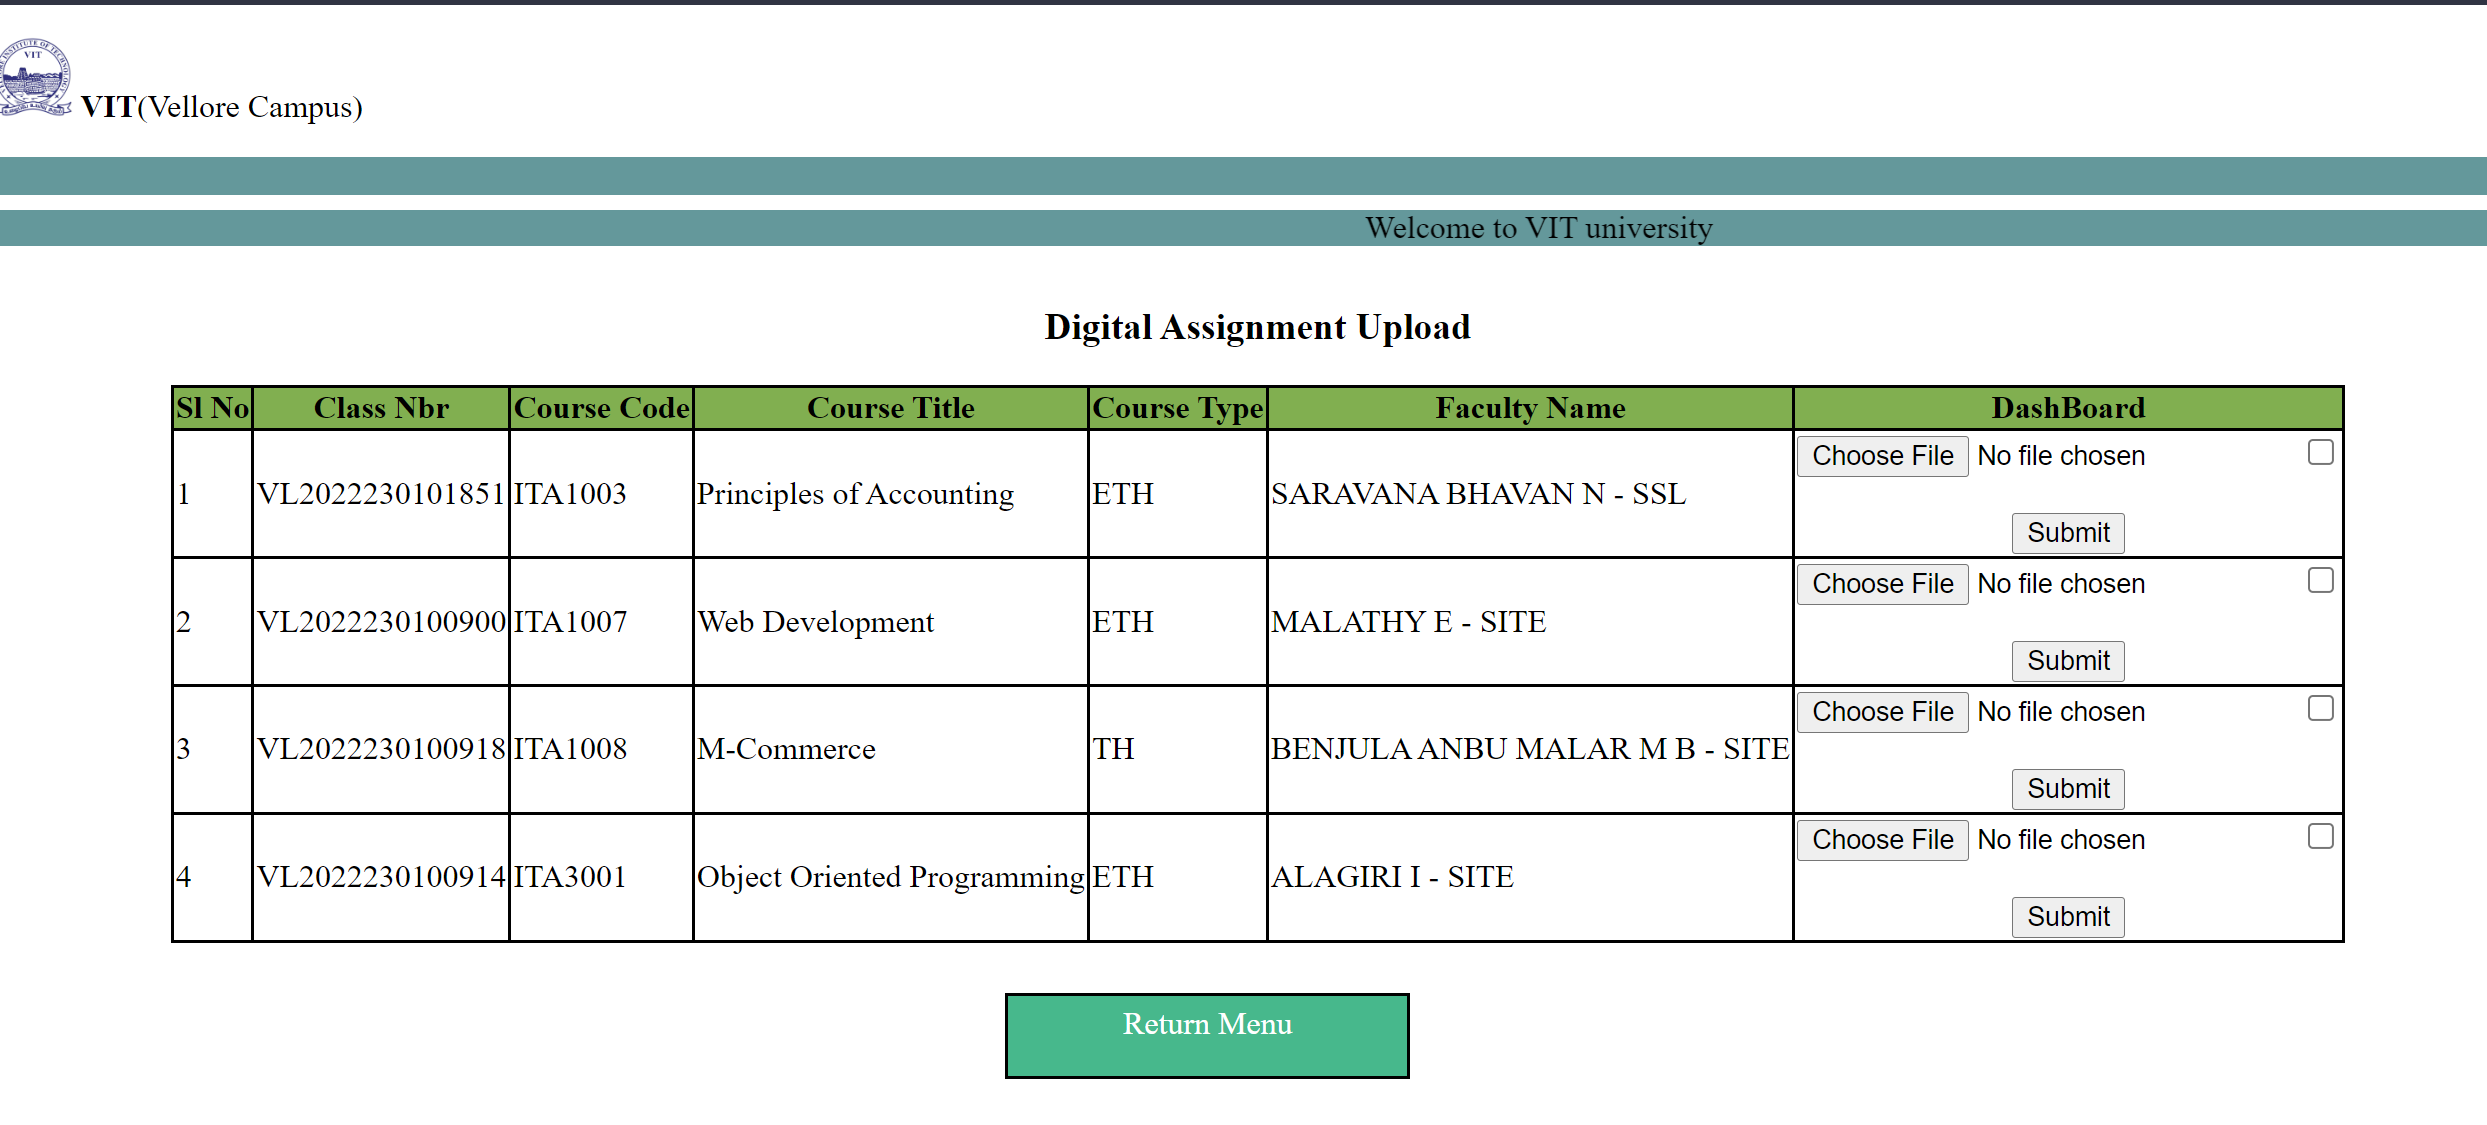 VIT
VIT(Vellore Campus)
Welcome to VIT university
Digital Assignment Upload
Sl No Class Nbr Course Code Course Title Course Type Faculty Name DashBoard
1 VL2022230101851 ITA1003 Principles of Accounting ETH SARAVANA BHAVAN N - SSL Choose File No file chosen
Submit
2 VL2022230100900 ITA1007 Web Development ETH MALATHY E - SITE Choose File No file chosen
Submit
3 VL2022230100918 ITA1008 M-Commerce TH BENJULA ANBU MALAR M B - SITE Choose File No file chosen
Submit
4 VL2022230100914 ITA3001 Object Oriented Programming ETH ALAGIRI I - SITE Choose File No file chosen
Submit
Return Menu